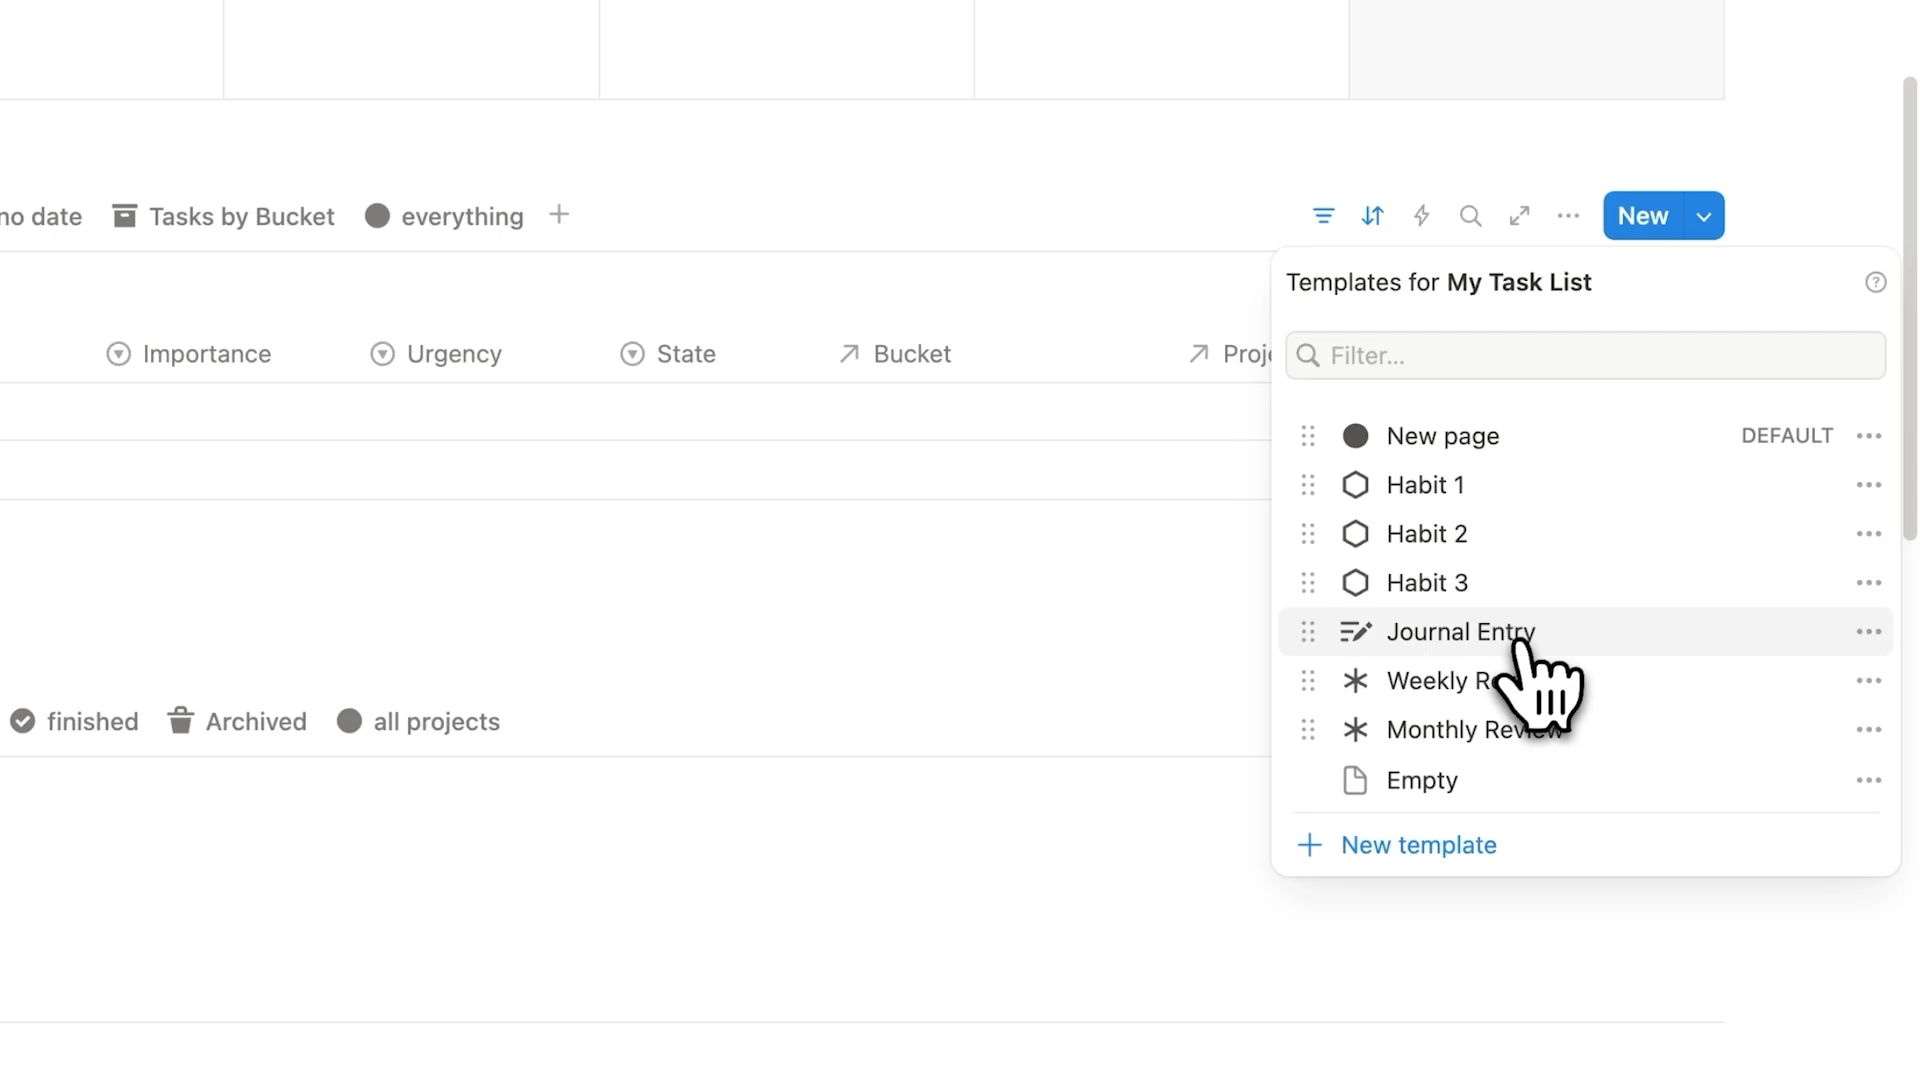 no date Tasks by Bucket everything
New
Templates for My Task List
Importance Urgency State Bucket
Filter...
New page DEFAULT
Habit 1
Habit 2
Habit 3
Journal Entry
Weekly
Monthly Review
Empty
finished Archived all projects
New template